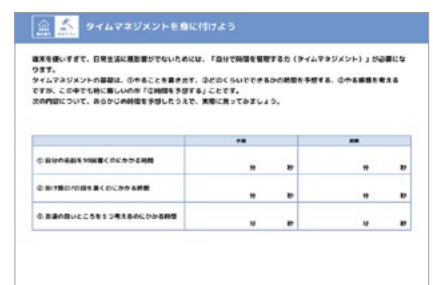 タイムマネジメントを身に付けよう
端末を使いすぎて、日常生活に悪影響がでないためには、「自分で時間を管理する力（タイムマネジメント）」が必要にな
ります。
タイムマネジメントの基礎は、①やることを書き出す、②どのくらいでできるかの時間を予想する、③やる順番を考える
ですが、この中でも特に難しいのが「②時間を予想する」ことです。
次の内容について、あらかじめ時間を予想したうえで、実際に測ってみましょう。
予想 実際
① 自分の名前を10回書くのにかかる時間
分 秒 分 秒
② 掛け算の7の段を書くのにかかる時間
分 秒 分 秒
③ 友達の良いところを5つ考えるのにかかる時間
分 秒 分 秒